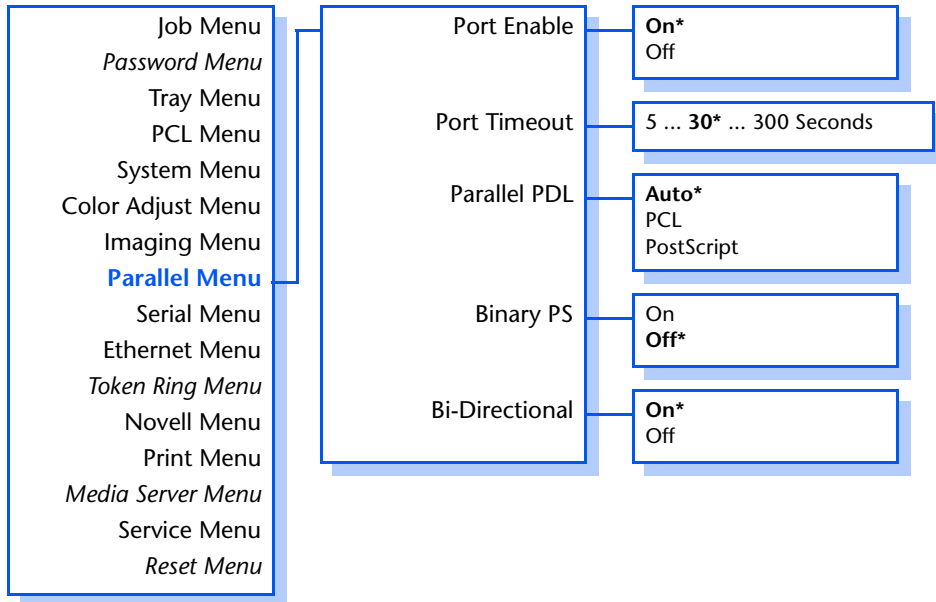 Job Menu
Password Menu
Tray Menu
PCL Menu
System Menu
Color Adjust Menu
Imaging Menu
Parallel Menu
Serial Menu
Ethernet Menu
Token Ring Menu
Novell Menu
Print Menu
Media Server Menu
Service Menu
Reset Menu
Port Enable
On*
Off
Port Timeout
5 ... 30* ... 300 Seconds
Parallel PDL
Auto*
PCL
PostScript
Binary PS
On
Off*
Bi-Directional
On*
Off